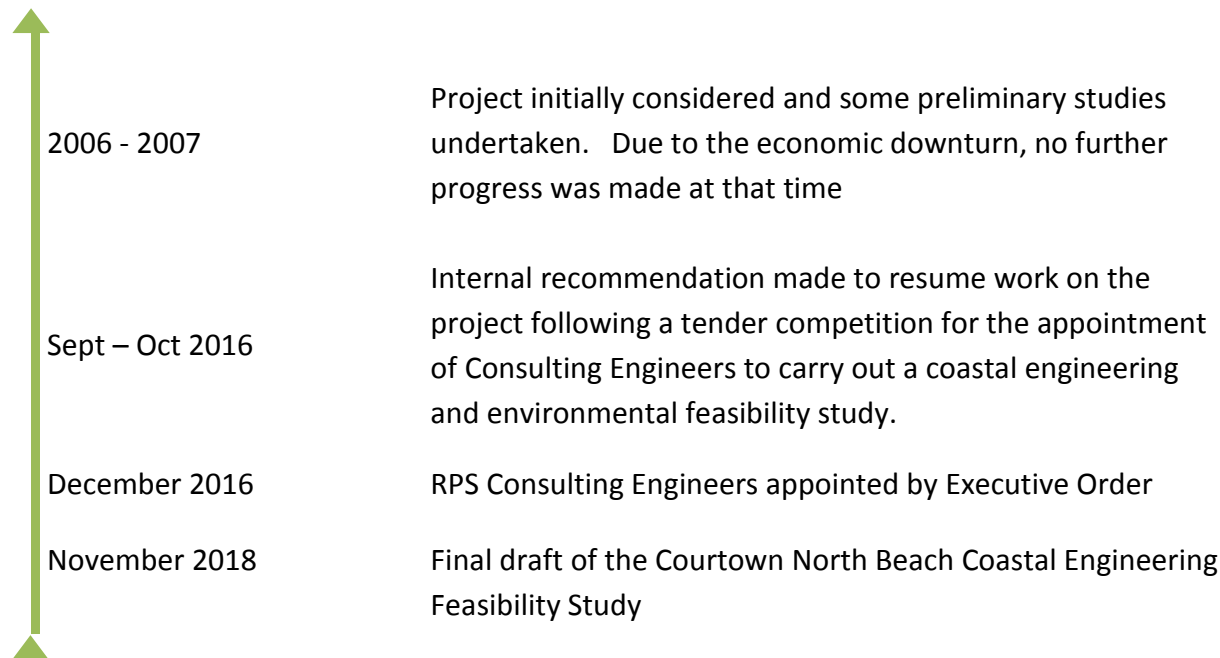 2006 - 2007
Project initially considered and some preliminary studies
undertaken.   Due to the economic downturn, no further
progress was made at that time
Sept – Oct 2016
Internal recommendation made to resume work on the
project following a tender competition for the appointment
of Consulting Engineers to carry out a coastal engineering
and environmental feasibility study.
December 2016
RPS Consulting Engineers appointed by Executive Order
November 2018
Final draft of the Courtown North Beach Coastal Engineering
Feasibility Study